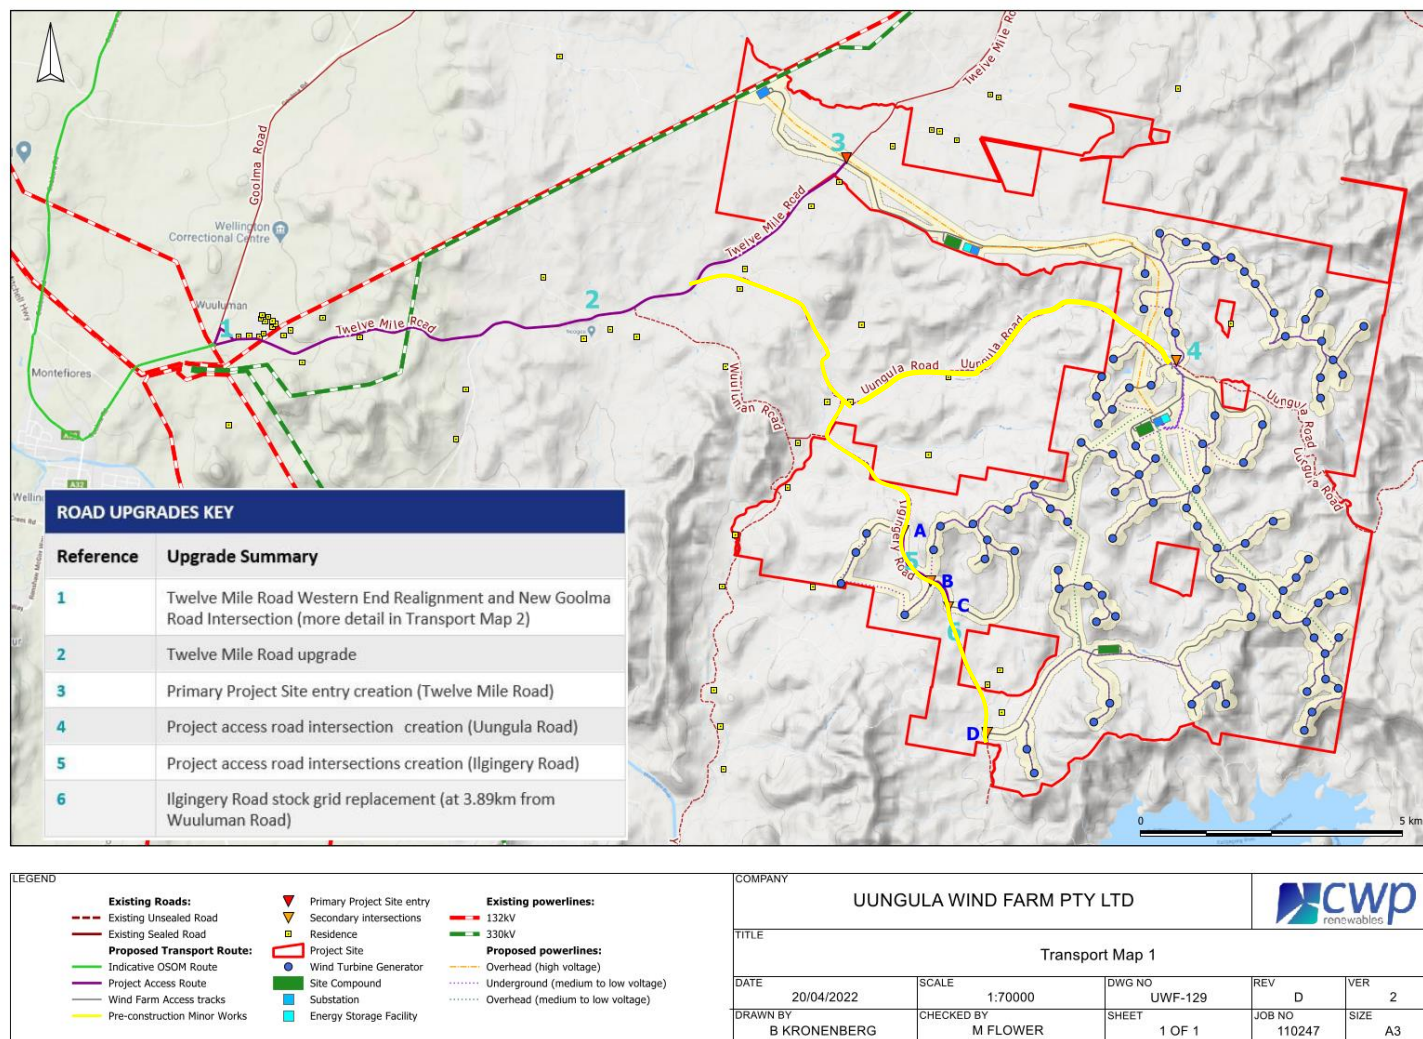 Twelve Mile Road
Goolma Road
3
Wellington
Correctional Centre
Twelve Mile Road
Wuuluman
2
1
Twelve Mile Road
4
Montefiores
Uungula Road
Uungula Road
Uungula Road
Uungula Road
Wuuluman Road
A32
Ilgingery Road
A
5
B
C
6
D
ROAD UPGRADES KEY
Reference
Upgrade Summary
1
Twelve Mile Road Western End Realignment and New Goolma
Road Intersection (more detail in Transport Map 2)
2
Twelve Mile Road upgrade
3
Primary Project Site entry creation (Twelve Mile Road)
4
Project access road intersection creation (Uungula Road)
5
Project access road intersections creation (Ilgingery Road)
6
Ilgingery Road stock grid replacement (at 3.89km from
Wuuluman Road)
0
5 km
LEGEND
Existing Roads:
Existing Unsealed Road
Existing Sealed Road
Proposed Transport Route:
Indicative OSOM Route
Project Access Route
Wind Farm Access tracks
Pre-construction Minor Works
Primary Project Site entry
Secondary intersections
Residence
Project Site
Wind Turbine Generator
Site Compound
Substation
Energy Storage Facility
Existing powerlines:
132kV
330kV
Proposed powerlines:
Overhead (high voltage)
Underground (medium to low voltage)
Overhead (medium to low voltage)
COMPANY
UUNGULA WIND FARM PTY LTD
cwp
renewables
TITLE
Transport Map 1
DATE
20/04/2022
SCALE
1:70000
DWG NO
UWF-129
REV
D
VER
2
DRAWN BY
B KRONENBERG
CHECKED BY
M FLOWER
SHEET
1 OF 1
JOB NO
110247
SIZE
A3